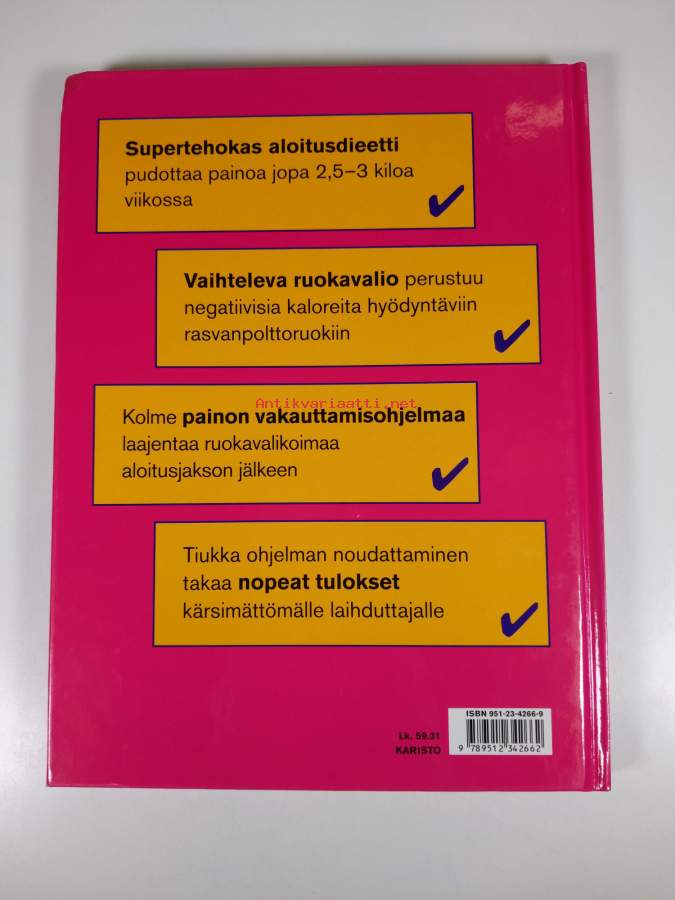 Supertehokas aloitusdieetti
pudottaa painoa jopa 2,5–3 kiloa
viikossa
Vaihteleva ruokavalio perustuu
negatiivisia kaloreita hyödyntäviin
rasvanpolttoruokiin
Antikvariaatti.net
Kolme painon vakauttamisohjelmaa
laajentaa ruokavalikoimaa
aloitusjakson jälkeen
Tiukka ohjelman noudattaminen
takaa nopeat tulokset
kärsimättömälle laihduttajalle
ISBN 951-23-4266-9
Lk. 59.31
KARISTO
9 789512 342662